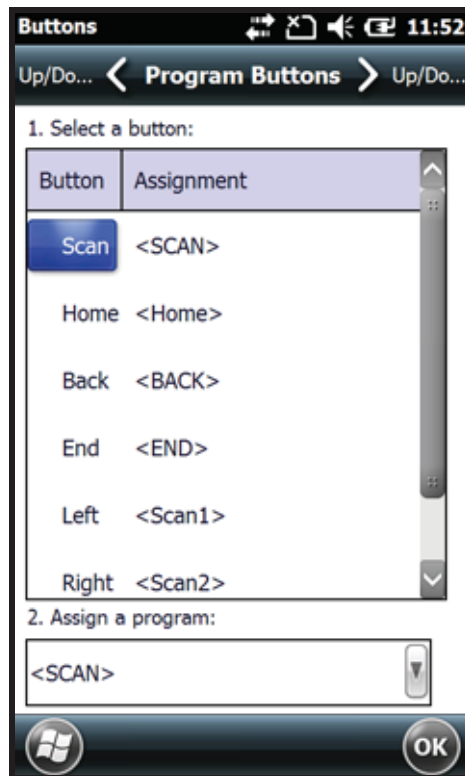 Buttons 11:52
Up/Do... Program Buttons Up/Do...
1. Select a button:
Button Assignment
Scan <SCAN>
Home <Home>
Back <BACK>
End <END>
Left <Scan1>
Right <Scan2>
2. Assign a program:
<SCAN>
OK